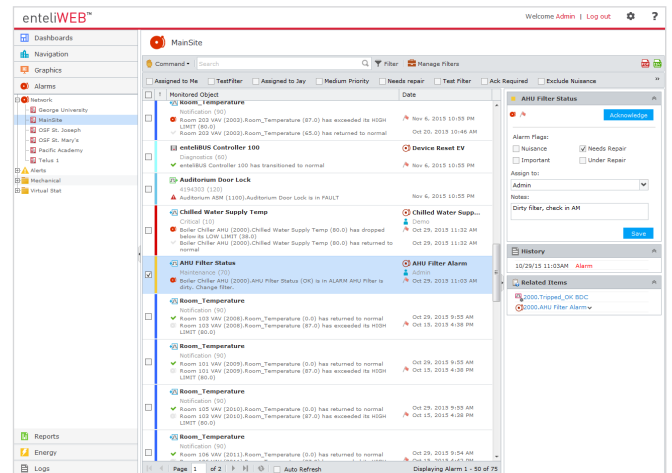 enteliWEB™
Welcome Admin | Log out ?
Dashboards
Navigation
Graphics
Alarms
Network
George University
MainSite
OSF St. Joseph
OSF St. Mary's
Pacific Academy
Telus 1
Alerts
Mechanical
Virtual Stat
Reports
Energy
Logs
MainSite
Command Search Filter Manage Filters
Assigned to Me TestFilter Assigned to Jay Medium Priority Needs repair Test Filter Ack Required Exclude Nuisance »
! Monitored Object Date
Room_Temperature
Notification (90)
Room 203 VAV (2003).Room_Temperature (87.0) has exceeded its HIGH Nov 6, 2015 10:55 PM
LIMIT (80.0)
Room 203 VAV (2003).Room_Temperature (65.0) has returned to normal Oct 20, 2015 10:46 AM
enteliBUS Controller 100 Device Reset EV
Diagnostics (60)
enteliBUS Controller 100 has transitioned to normal Nov 6, 2015 10:55 PM
Auditorium Door Lock
4194303 (120)
Auditorium ASM (1100).Auditorium Door Lock is in FAULT Nov 6, 2015 10:55 PM
Chilled Water Supply Temp Chilled Water Supp...
Critical (10) Demo
Boiler Chiller AHU (2000).Chilled Water Supply Temp (80.0) has dropped Oct 29, 2015 11:32 AM
below its LOW LIMIT (38.0)
Boiler Chiller AHU (2000).Chilled Water Supply Temp (80.0) has returned to Oct 29, 2015 11:32 AM
normal
AHU Filter Status AHU Filter Alarm
Maintenance (70) Admin
Boiler Chiller AHU (2000).AHU Filter Status (OK) is in ALARM AHU Filter is Oct 29, 2015 11:03 AM
dirty. Change filter.
Room_Temperature
Notification (90)
Room 103 VAV (2008).Room_Temperature (0.0) has returned to normal Oct 29, 2015 9:55 AM
Room 103 VAV (2008).Room_Temperature (87.0) has exceeded its HIGH Oct 15, 2015 4:38 PM
LIMIT (80.0)
Room_Temperature
Notification (90)
Room 101 VAV (2009).Room_Temperature (0.0) has returned to normal Oct 29, 2015 9:55 AM
Room 101 VAV (2009).Room_Temperature (87.0) has exceeded its HIGH Oct 15, 2015 4:38 PM
LIMIT (80.0)
Room_Temperature
Notification (90)
Room 105 VAV (2010).Room_Temperature (0.0) has returned to normal Oct 29, 2015 9:55 AM
Room 103 VAV (2010).Room_Temperature (87.0) has exceeded its HIGH Oct 15, 2015 4:38 PM
LIMIT (80.0)
Room_Temperature
Notification (90)
Room 106 VAV (2011).Room_Temperature (0.0) has returned to normal Oct 29, 2015 9:54 AM
Page 1 of 2 Auto Refresh Displaying Alarm 1 - 50 of 75
AHU Filter Status
Acknowledge
Alarm Flags:
Nuisance Needs Repair
Important Under Repair
Assign to:
Admin
Notes:
Dirty filter, check in AM
Save
History
10/29/15 11:03AM Alarm
Related Items
2000.Tripped_OK BDC
2000.AHU Filter Alarm